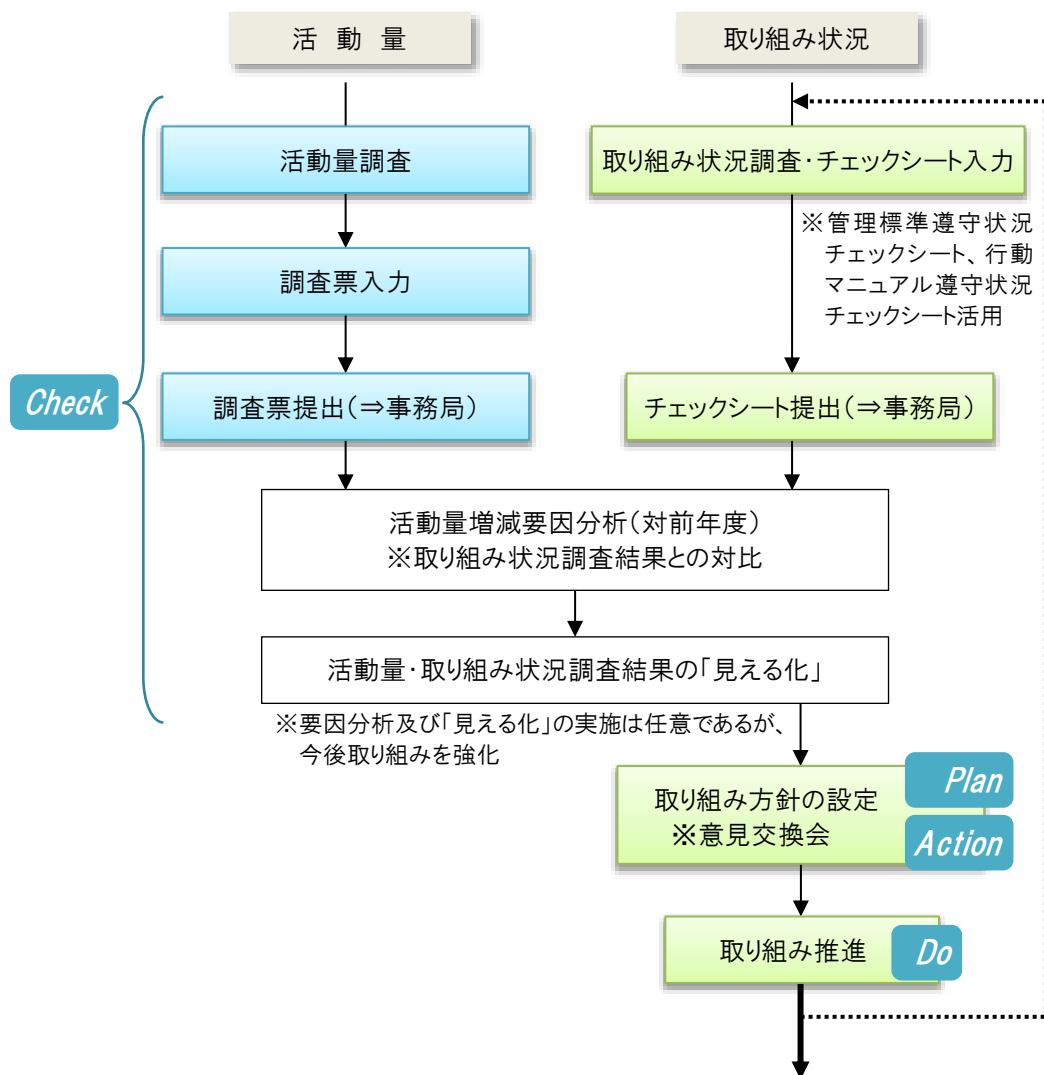 活 動 量
取り組み状況
活動量調査
取り組み状況調査・チェックシート入力
※管理標準遵守状況
チェックシート、行動
マニュアル遵守状況
チェックシート活用
調査票入力
Check
調査票提出(⇒事務局)
チェックシート提出(⇒事務局)
活動量増減要因分析(対前年度)
※取り組み状況調査結果との対比
活動量・取り組み状況調査結果の「見える化」
※要因分析及び「見える化」の実施は任意であるが、
今後取り組みを強化
取り組み方針の設定
※意見交換会
Plan
Action
取り組み推進
Do